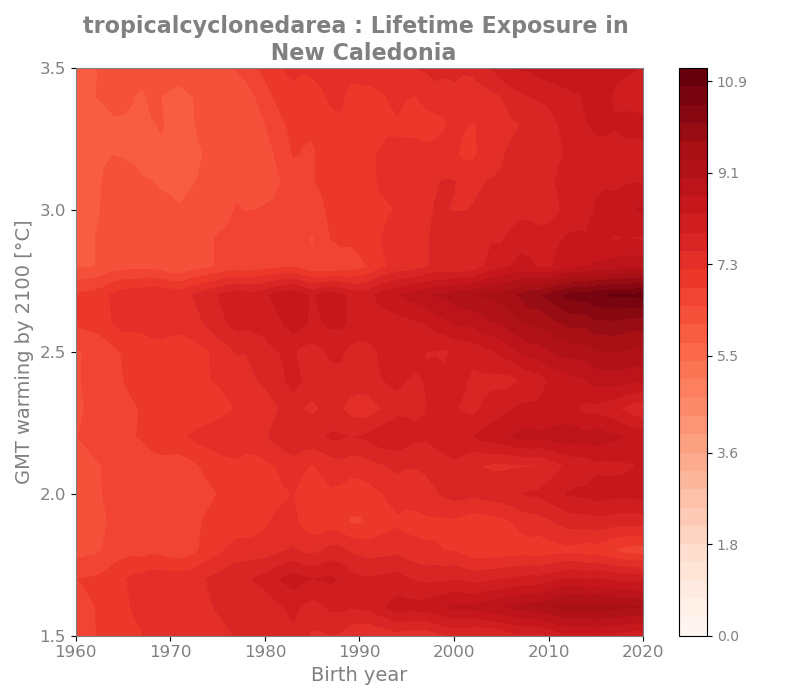 tropicalcyclonedarea : Lifetime Exposure in
New Caledonia
3.5
3.0
2.5
2.0
1.5
GMT warming by 2100 [°C]
1960 1970 1980 1990 2000 2010 2020
Birth year
10.9
9.1
7.3
5.5
3.6
1.8
0.0